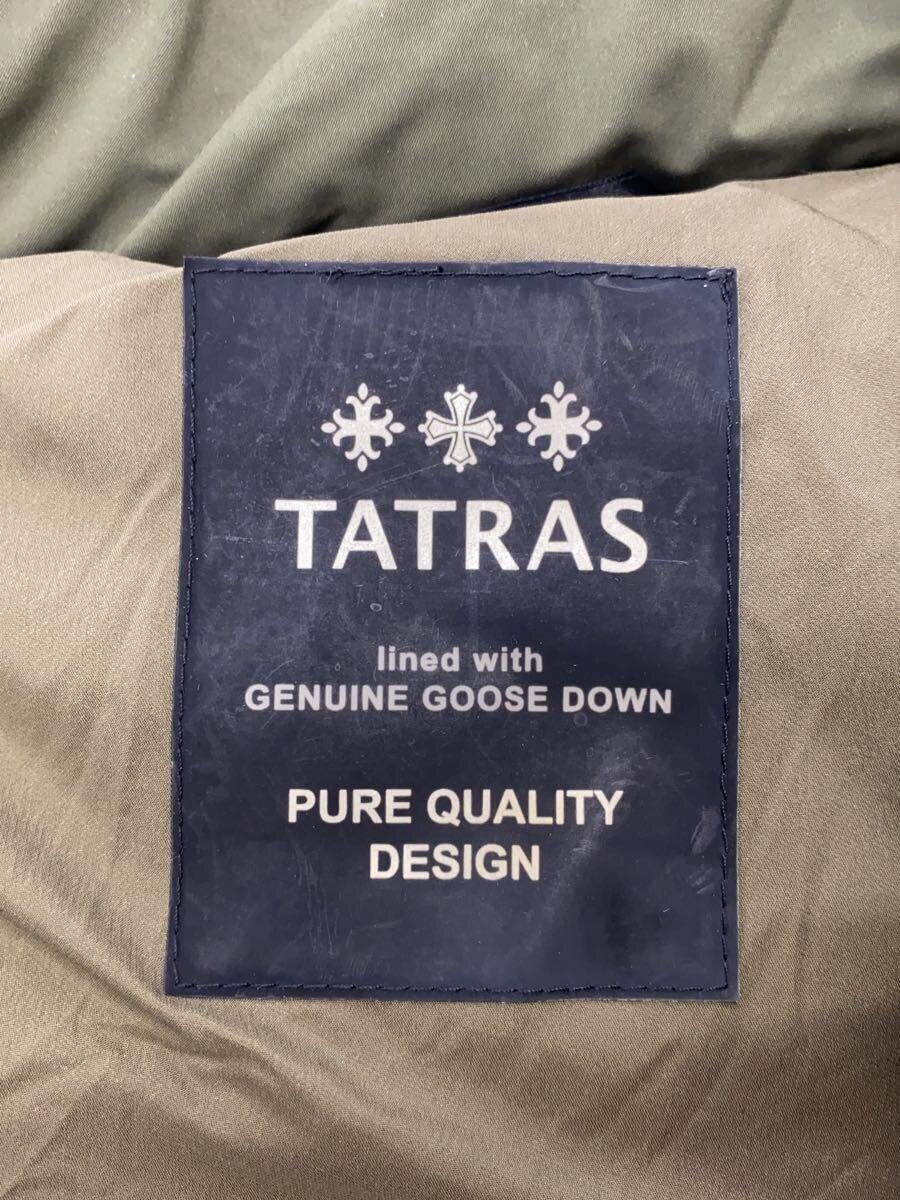 TATRAS
lined with
GENUINE GOOSE DOWN
PURE QUALITY
DESIGN